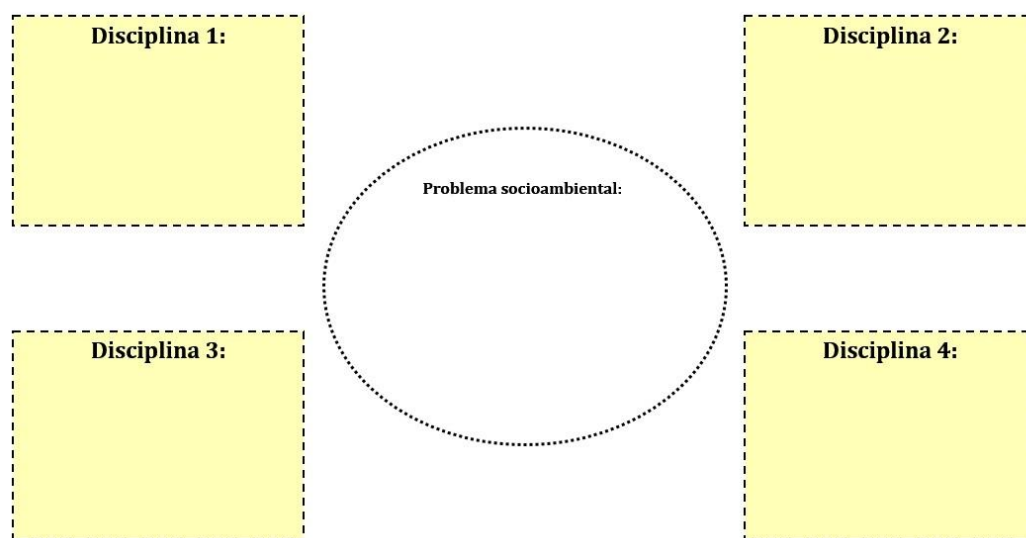 Disciplina 1:
Disciplina 2:
Problema socioambiental:
Disciplina 3:
Disciplina 4: